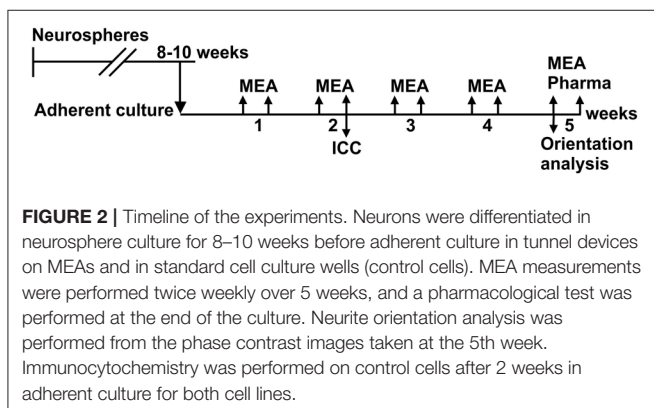 Neurospheres
8-10 weeks
MEA MEA MEA MEA MEA
Pharma
Adherent culture
1 2 3 4 5 weeks
ICC
Orientation
analysis
FIGURE 2 | Timeline of the experiments. Neurons were differentiated in
neurosphere culture for 8–10 weeks before adherent culture in tunnel devices
on MEAs and in standard cell culture wells (control cells). MEA measurements
were performed twice weekly over 5 weeks, and a pharmacological test was
performed at the end of the culture. Neurite orientation analysis was
performed from the phase contrast images taken at the 5th week.
Immunocytochemistry was performed on control cells after 2 weeks in
adherent culture for both cell lines.